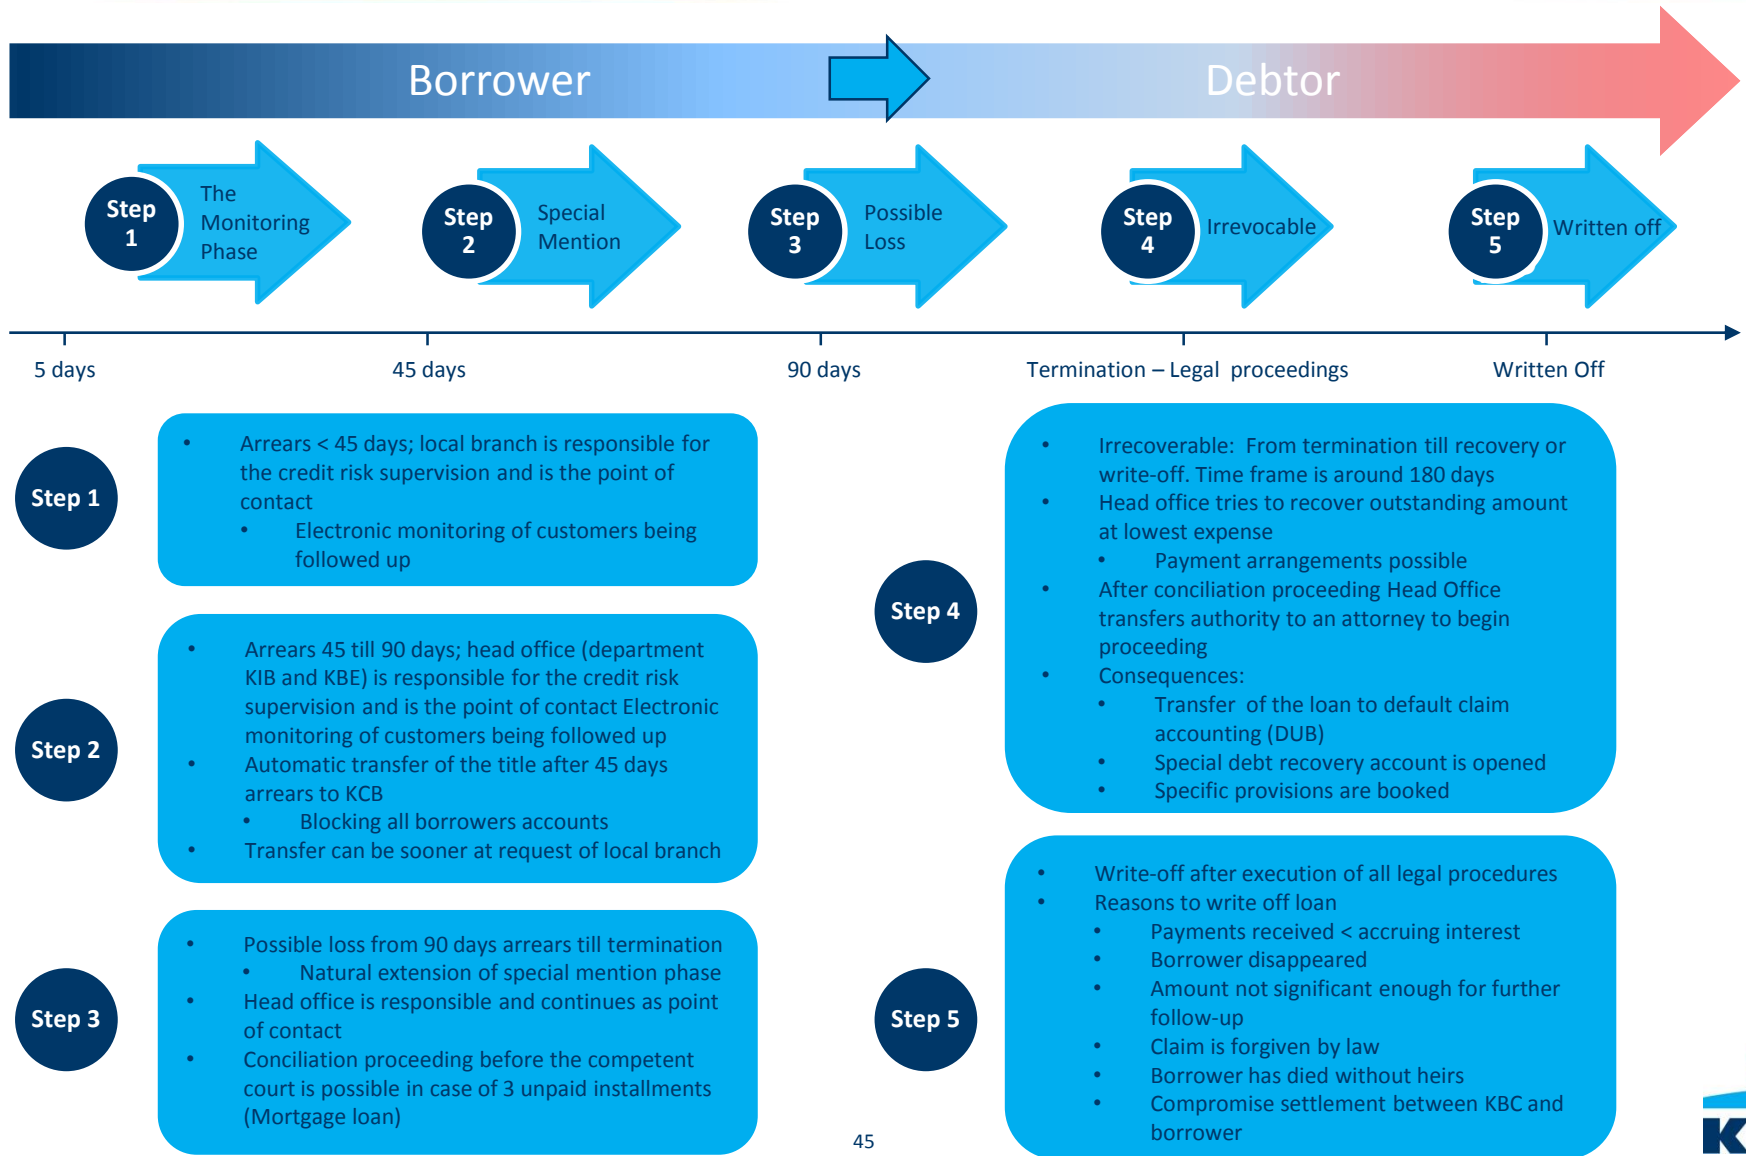 Borrower
Debtor
Step
1
The
Monitoring
Phase
Step
2
Special
Mention
Step
3
Possible
Loss
Step
4
Irrevocable
Step
5
Written off
5 days
45 days
90 days
Termination – Legal proceedings
Written Off
Step 1
• Arrears < 45 days; local branch is responsible for
the credit risk supervision and is the point of
contact
• Electronic monitoring of customers being
followed up
Step 2
• Arrears 45 till 90 days; head office (department
KIB and KBE) is responsible for the credit risk
supervision and is the point of contact Electronic
monitoring of customers being followed up
• Automatic transfer of the title after 45 days
arrears to KCB
• Blocking all borrowers accounts
• Transfer can be sooner at request of local branch
Step 3
• Possible loss from 90 days arrears till termination
• Natural extension of special mention phase
• Head office is responsible and continues as point
of contact
• Conciliation proceeding before the competent
court is possible in case of 3 unpaid installments
(Mortgage loan)
Step 4
• Irrecoverable: From termination till recovery or
write-off. Time frame is around 180 days
• Head office tries to recover outstanding amount
at lowest expense
• Payment arrangements possible
• After conciliation proceeding Head Office
transfers authority to an attorney to begin
proceeding
• Consequences:
• Transfer of the loan to default claim
accounting (DUB)
• Special debt recovery account is opened
• Specific provisions are booked
Step 5
• Write-off after execution of all legal procedures
• Reasons to write off loan
• Payments received < accruing interest
• Borrower disappeared
• Amount not significant enough for further
follow-up
• Claim is forgiven by law
• Borrower has died without heirs
• Compromise settlement between KBC and
borrower
45
K